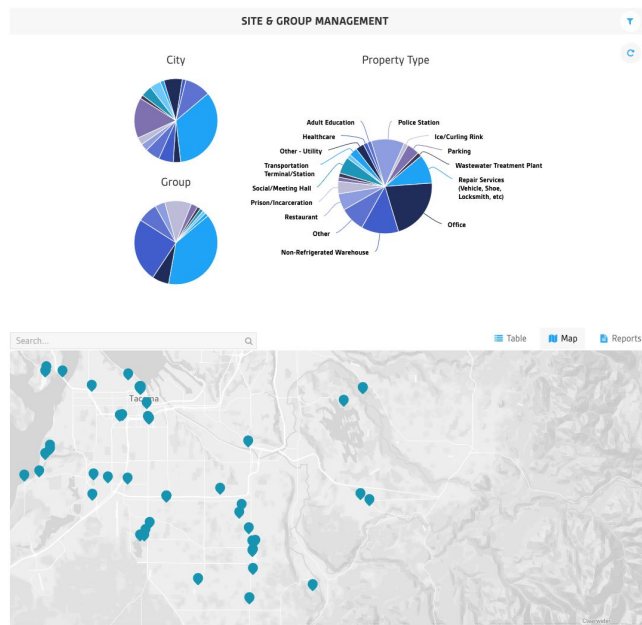 SITE & GROUP MANAGEMENT
City
Property Type
Adult Education
Police Station
Healthcare
Ice/Curling Rink
Other - Utility
Parking
Transportation
Terminal/Station
Wastewater Treatment Plant
Social/Meeting Hall
Repair Services
(Vehicle, Shoe,
Locksmith, etc)
Prison/Incarceration
Restaurant
Office
Other
Non-Refrigerated Warehouse
Group
Search...
Table
Map
Reports
Tacoma
Clearwater